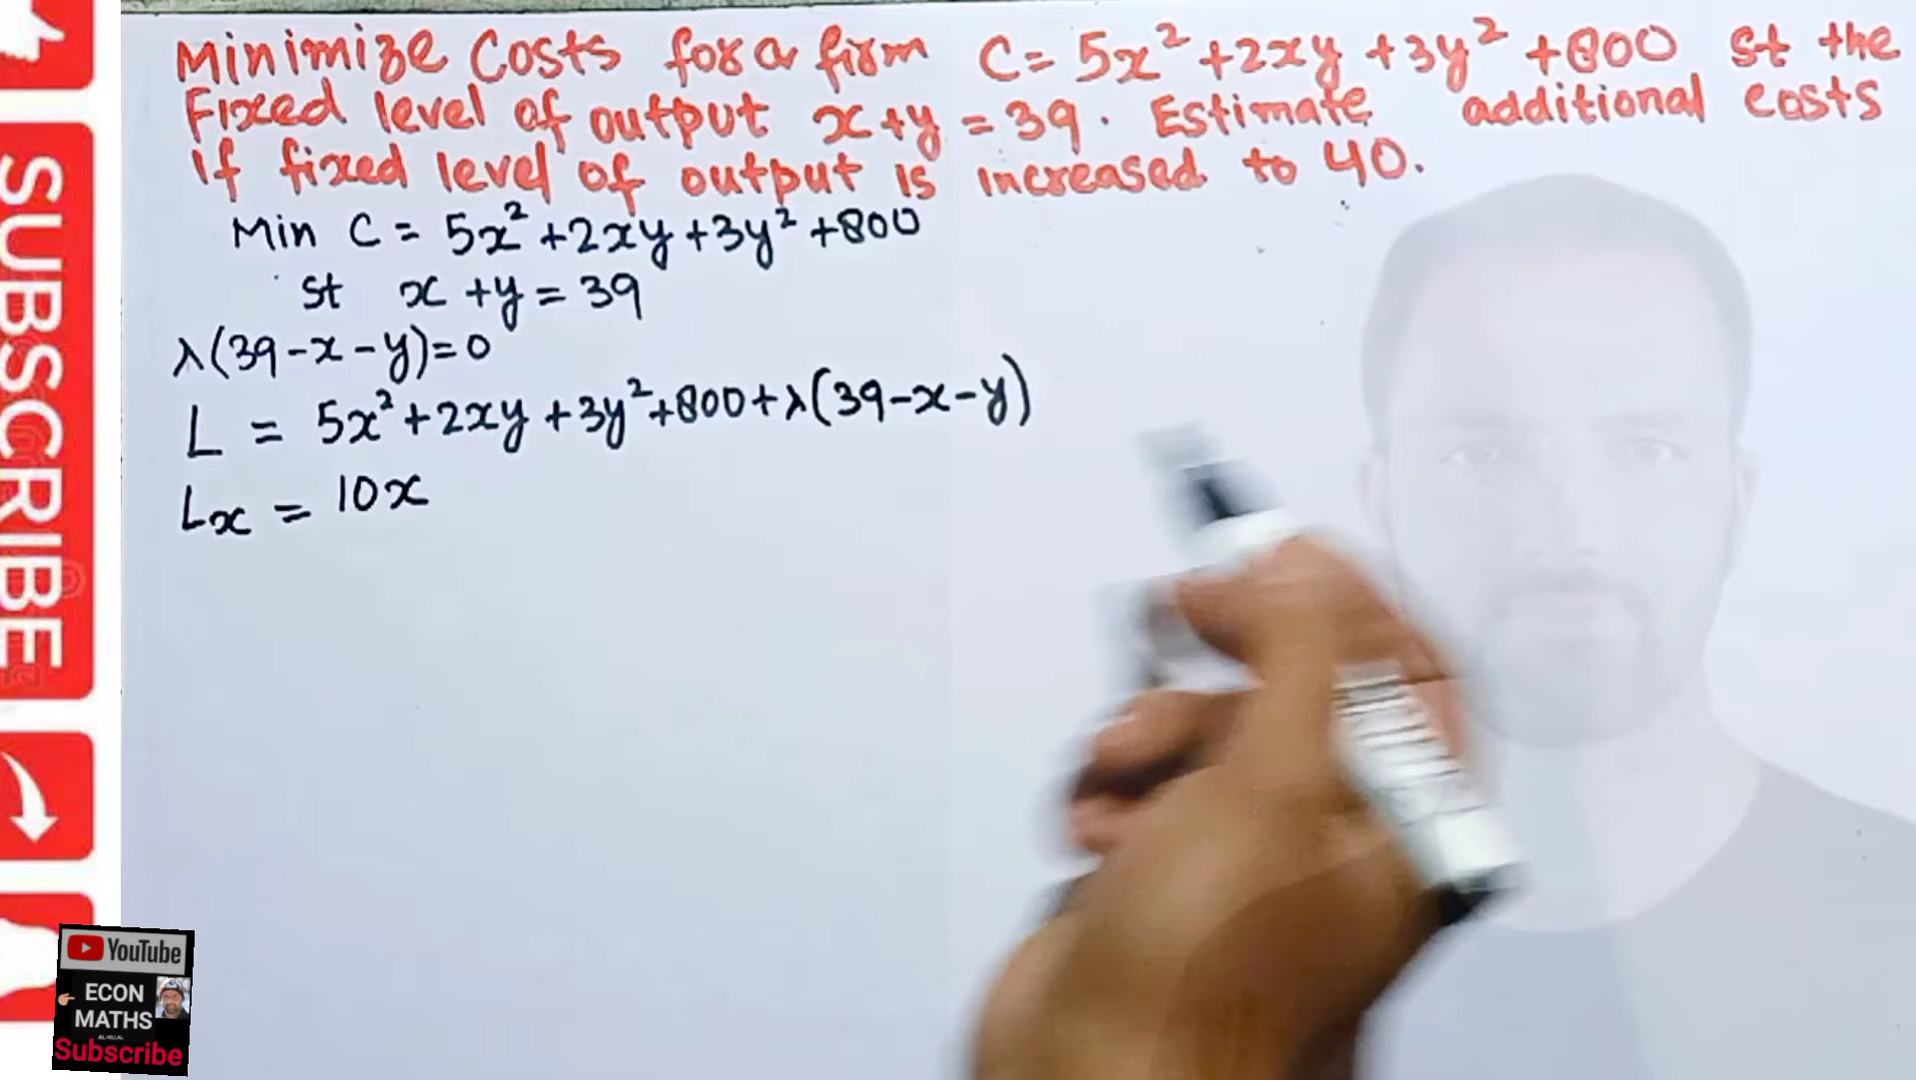 Minimize Costs for a firm C = 5x² + 2xy + 3y² + 800 st the
Fixed level of output x + y = 39. Estimate additional costs
if fixed level of output is increased to 40.
Min C = 5x² + 2xy + 3y² + 800
st x + y = 39
λ(39 - x - y) = 0
L = 5x² + 2xy + 3y² + 800 + λ(39 - x - y)
Lx = 10x
SUBSCRIBE
YouTube
ECON
MATHS
AL-HILLAL
Subscribe